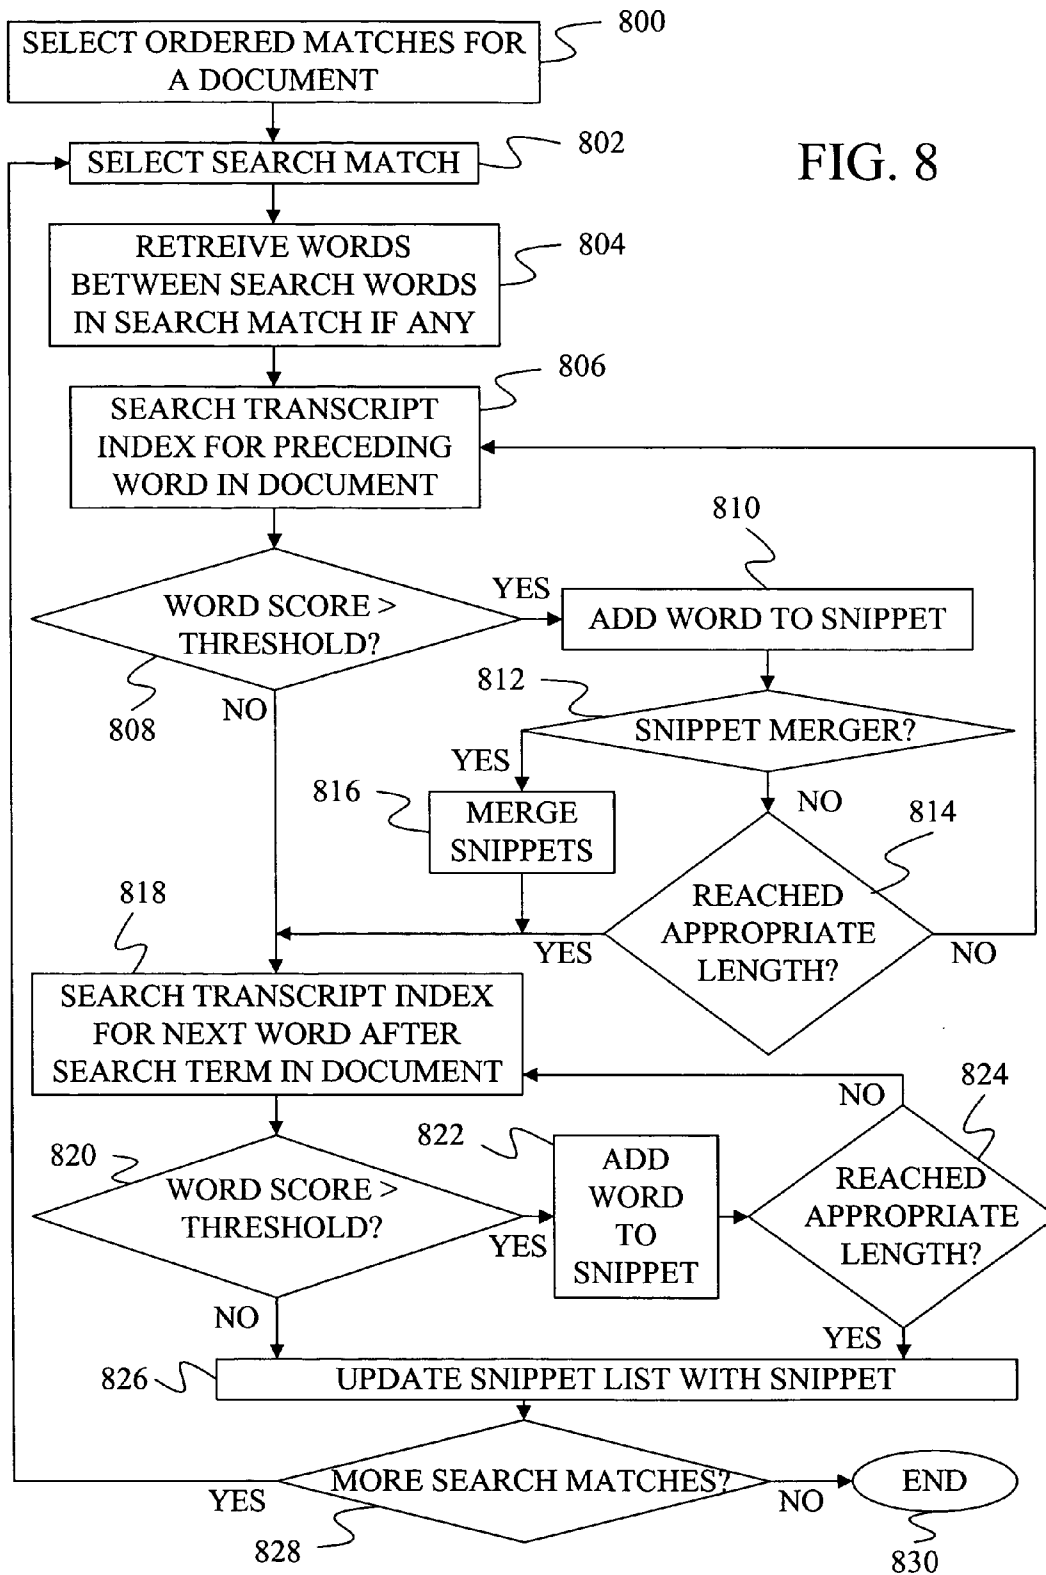 800
SELECT ORDERED MATCHES FOR
A DOCUMENT
802
SELECT SEARCH MATCH
FIG. 8
804
RETREIVE WORDS
BETWEEN SEARCH WORDS
IN SEARCH MATCH IF ANY
806
SEARCH TRANSCRIPT
INDEX FOR PRECEDING
WORD IN DOCUMENT
808
WORD SCORE >
THRESHOLD?
YES
NO
810
ADD WORD TO SNIPPET
812
SNIPPET MERGER?
YES
NO
816
MERGE
SNIPPETS
814
REACHED
APPROPRIATE
LENGTH?
YES
NO
818
SEARCH TRANSCRIPT INDEX
FOR NEXT WORD AFTER
SEARCH TERM IN DOCUMENT
820
WORD SCORE >
THRESHOLD?
YES
NO
822
ADD
WORD
TO
SNIPPET
824
REACHED
APPROPRIATE
LENGTH?
NO
YES
826
UPDATE SNIPPET LIST WITH SNIPPET
828
MORE SEARCH MATCHES?
YES
NO
END
830